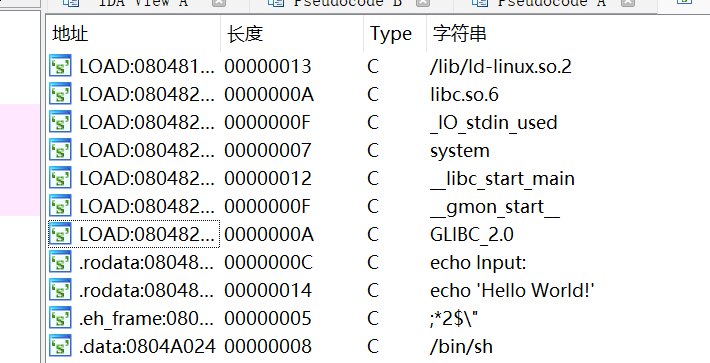 IDA View A Pseudocode B Pseudocode A
地址 长度 Type 字符串
LOAD:080481... 00000013 C /lib/ld-linux.so.2
LOAD:080482... 0000000A C libc.so.6
LOAD:080482... 0000000F C _IO_stdin_used
LOAD:080482... 00000007 C system
LOAD:080482... 00000012 C __libc_start_main
LOAD:080482... 0000000F C __gmon_start__
LOAD:080482... 0000000A C GLIBC_2.0
.rodata:08048... 0000000C C echo Input:
.rodata:08048... 00000014 C echo 'Hello World!'
.eh_frame:080... 00000005 C ;*2$\"
.data:0804A024 00000008 C /bin/sh